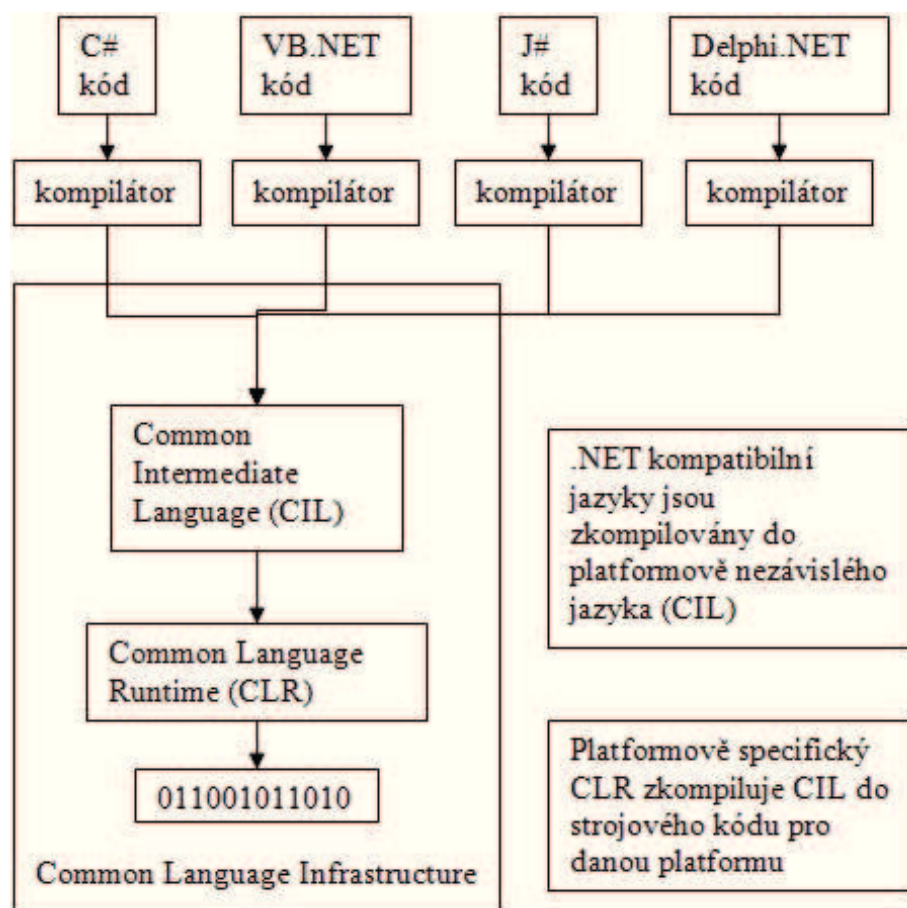 C#
kód
VB.NET
kód
J#
kód
Delphi.NET
kód
kompilátor
kompilátor
kompilátor
kompilátor
Common
Intermediate
Language (CIL)
.NET kompatibilní
jazyky jsou
zkompilovány do
platformově nezávislého
jazyka (CIL)
Common Language
Runtime (CLR)
011001011010
Common Language Infrastructure
Platformově specifický
CLR zkompiluje CIL do
strojového kódu pro
danou platformu